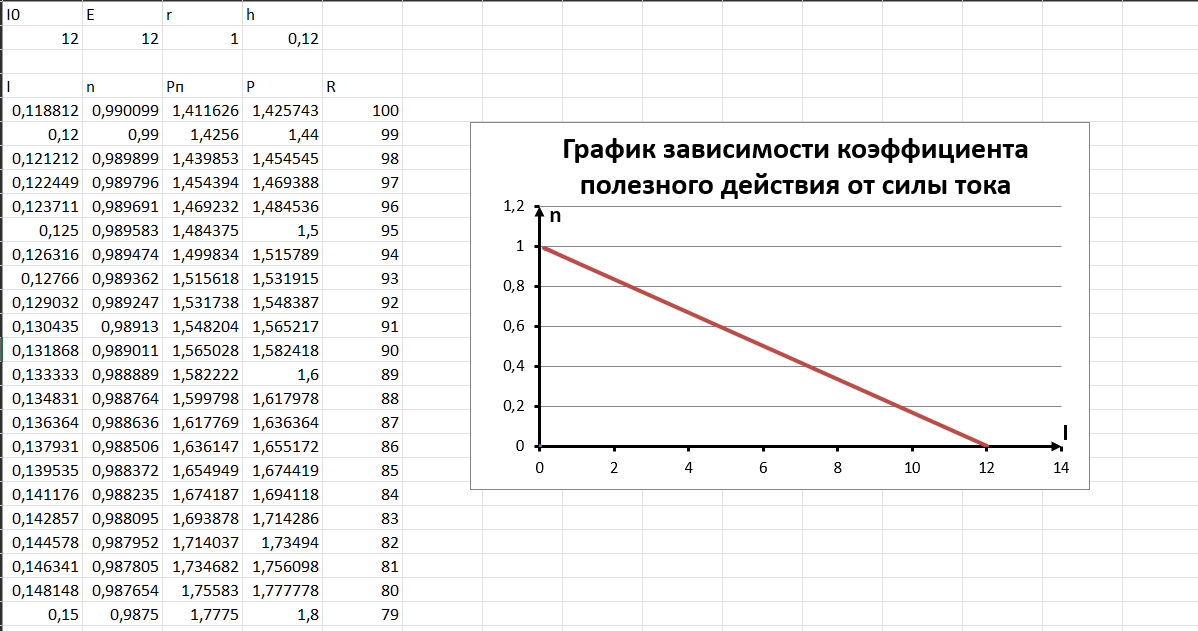 I0 E r h
12 12 1 0,12
I n Pп P R
0,118812 0,990099 1,411626 1,425743 100
0,12 0,99 1,4256 1,44 99
0,121212 0,989899 1,439853 1,454545 98
0,122449 0,989796 1,454394 1,469388 97
0,123711 0,989691 1,469232 1,484536 96
0,125 0,989583 1,484375 1,5 95
0,126316 0,989474 1,499834 1,515789 94
0,12766 0,989362 1,515618 1,531915 93
0,129032 0,989247 1,531738 1,548387 92
0,130435 0,98913 1,548204 1,565217 91
0,131868 0,989011 1,565028 1,582418 90
0,133333 0,988889 1,582222 1,6 89
0,134831 0,988764 1,599798 1,617978 88
0,136364 0,988636 1,617769 1,636364 87
0,137931 0,988506 1,636147 1,655172 86
0,139535 0,988372 1,654949 1,674419 85
0,141176 0,988235 1,674187 1,694118 84
0,142857 0,988095 1,693878 1,714286 83
0,144578 0,987952 1,714037 1,73494 82
0,146341 0,987805 1,734682 1,756098 81
0,148148 0,987654 1,75583 1,777778 80
0,15 0,9875 1,7775 1,8 79
График зависимости коэффициента
полезного действия от силы тока
1,2
n
1
0,8
0,6
0,4
0,2
I
0
0 2 4 6 8 10 12 14